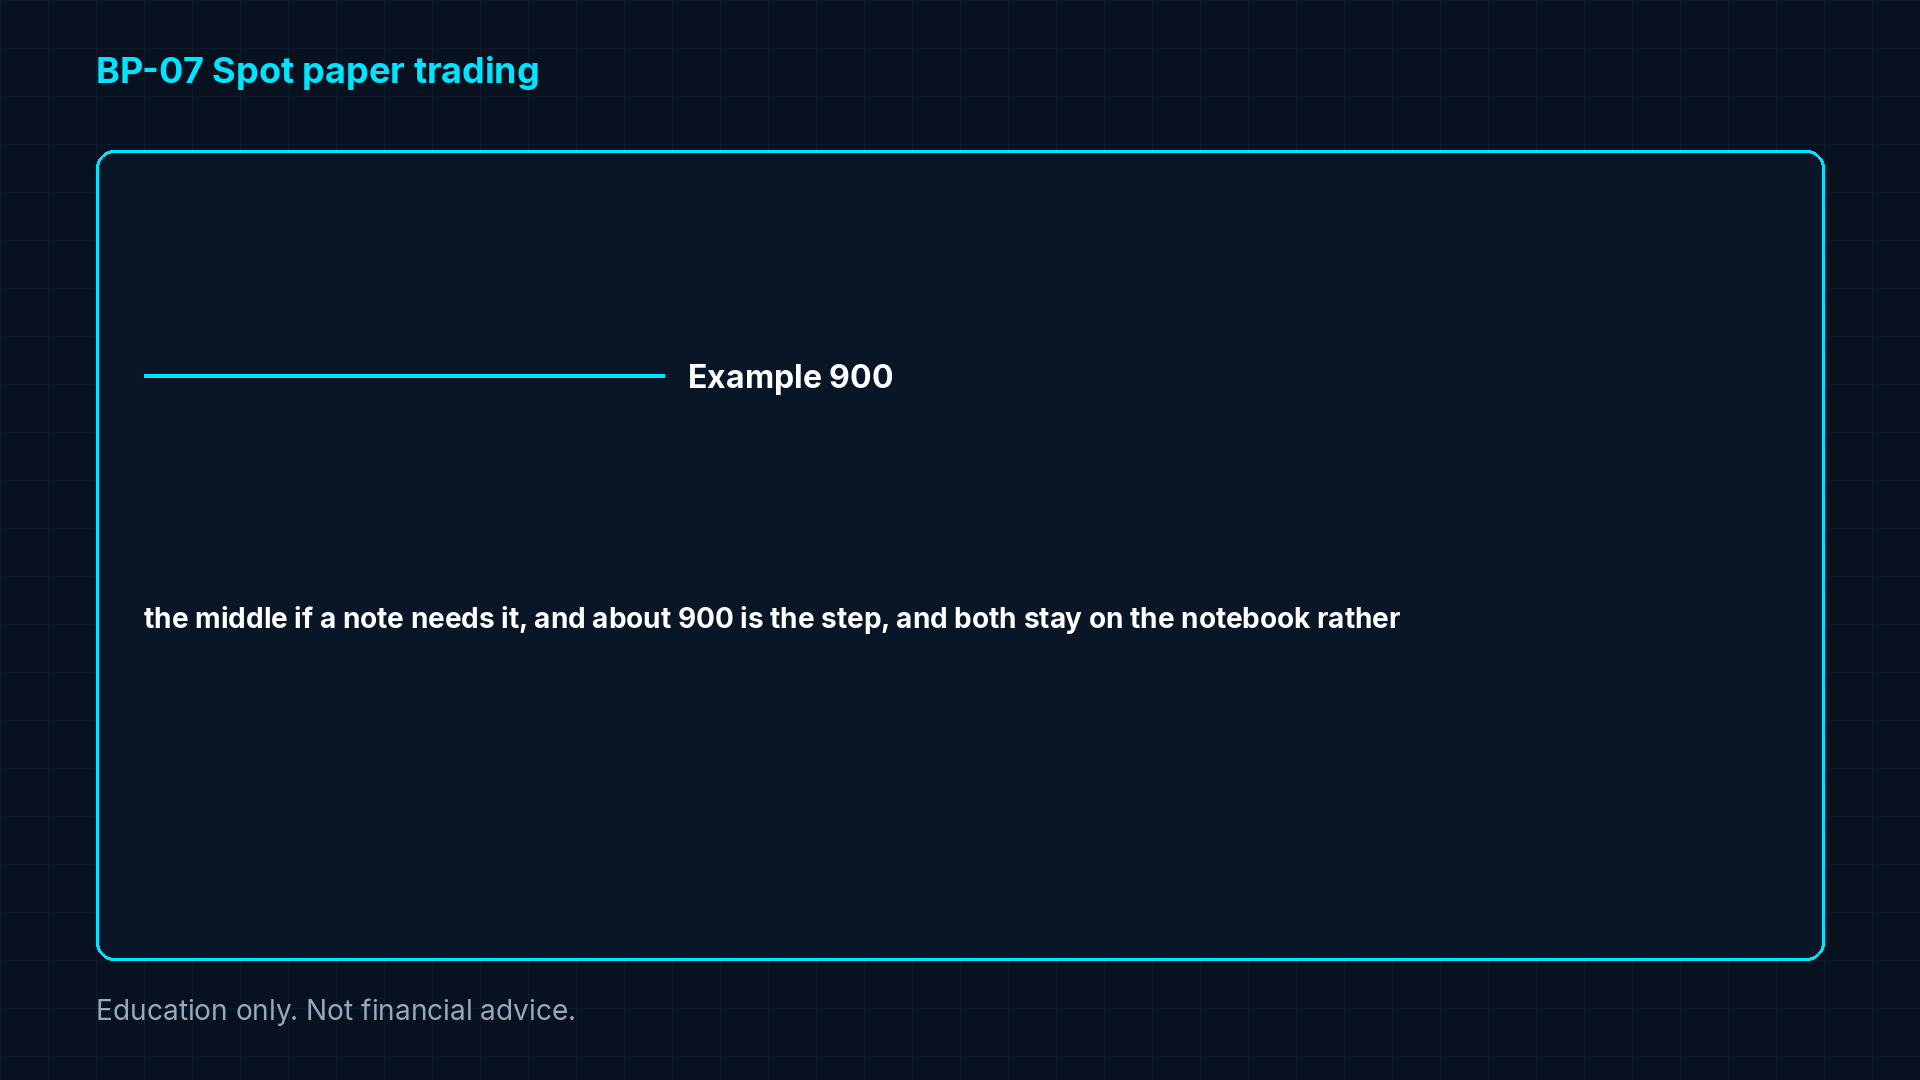 BP-07 Spot paper trading
Example 900
the middle if a note needs it, and about 900 is the step, and both stay on the notebook rather
Education only. Not financial advice.